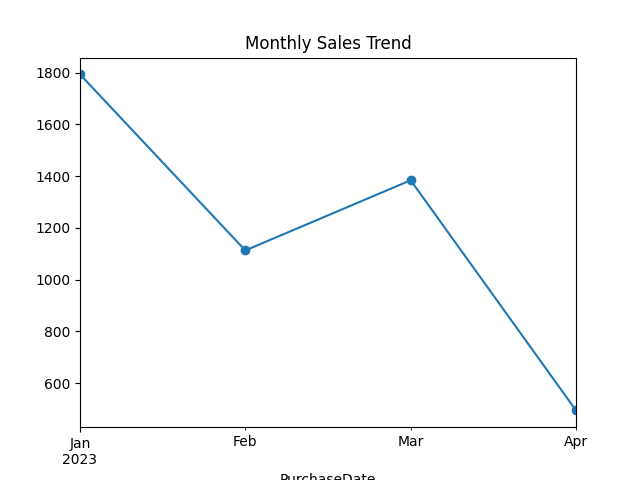 Monthly Sales Trend
1800
1600
1400
1200
1000
800
600
Jan
2023
Feb
Mar
Apr
PurchaseDate